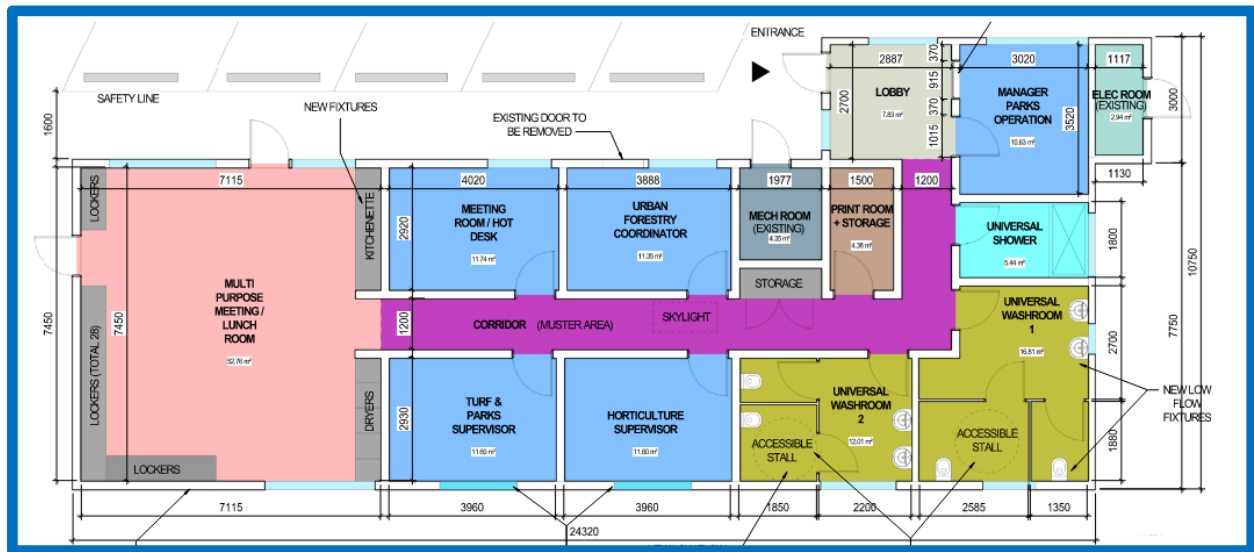 ENTRANCE
2887
370
3020
1117
SAFETY LINE
NEW FIXTURES
915
LOBBY
7.83 m²
2700
370
1015
MANAGER
PARKS
OPERATION
10.63 m²
3520
ELEC ROOM
(EXISTING)
2.94 m²
3000
1600
EXISTING DOOR TO
BE REMOVED
7115
4020
3888
1977
1500
1200
1130
LOCKERS
KITCHENETTE
2920
MEETING
ROOM / HOT
DESK
11.74 m²
URBAN
FORESTRY
COORDINATOR
11.35 m²
MECH ROOM
(EXISTING)
4.35 m²
PRINT ROOM
+ STORAGE
4.38 m²
UNIVERSAL
SHOWER
5.44 m²
1800
10750
STORAGE
7450
7450
MULTI
PURPOSE
MEETING /
LUNCH
ROOM
52.76 m²
LOCKERS (TOTAL 28)
1200
CORRIDOR (MUSTER AREA)
SKYLIGHT
UNIVERSAL
WASHROOM
1
16.81 m²
2700
7750
DRYERS
2930
TURF &
PARKS
SUPERVISOR
11.60 m²
HORTICULTURE
SUPERVISOR
11.60 m²
UNIVERSAL
WASHROOM
2
12.01 m²
ACCESSIBLE
STALL
ACCESSIBLE
STALL
1880
NEW LOW
FLOW
FIXTURES
LOCKERS
7115
3960
3960
1850
2200
2585
1350
24320